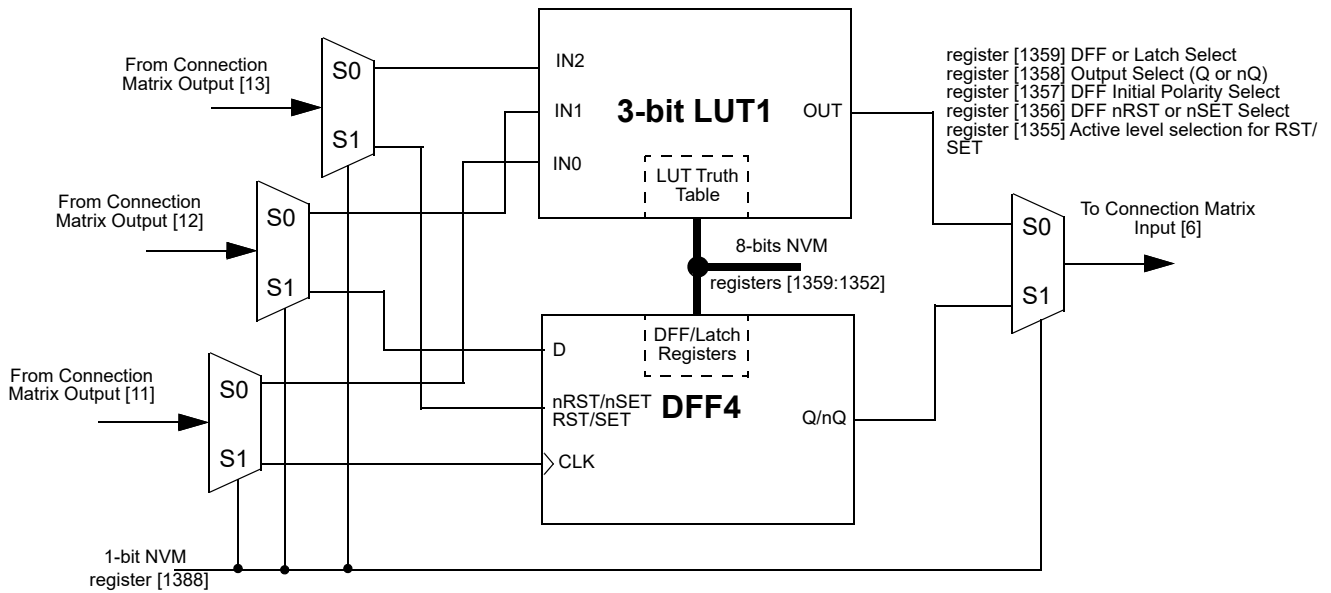 From Connection
Matrix Output [13]
S0
S1
From Connection
Matrix Output [12]
S0
S1
From Connection
Matrix Output [11]
S0
S1
1-bit NVM
register [1388]
IN2
IN1
IN0
3-bit LUT1
OUT
LUT Truth
Table
8-bits NVM
registers [1359:1352]
DFF/Latch
Registers
D
nRST/nSET
RST/SET
DFF4
Q/nQ
CLK
register [1359] DFF or Latch Select
register [1358] Output Select (Q or nQ)
register [1357] DFF Initial Polarity Select
register [1356] DFF nRST or nSET Select
register [1355] Active level selection for RST/
SET
S0
S1
To Connection Matrix
Input [6]